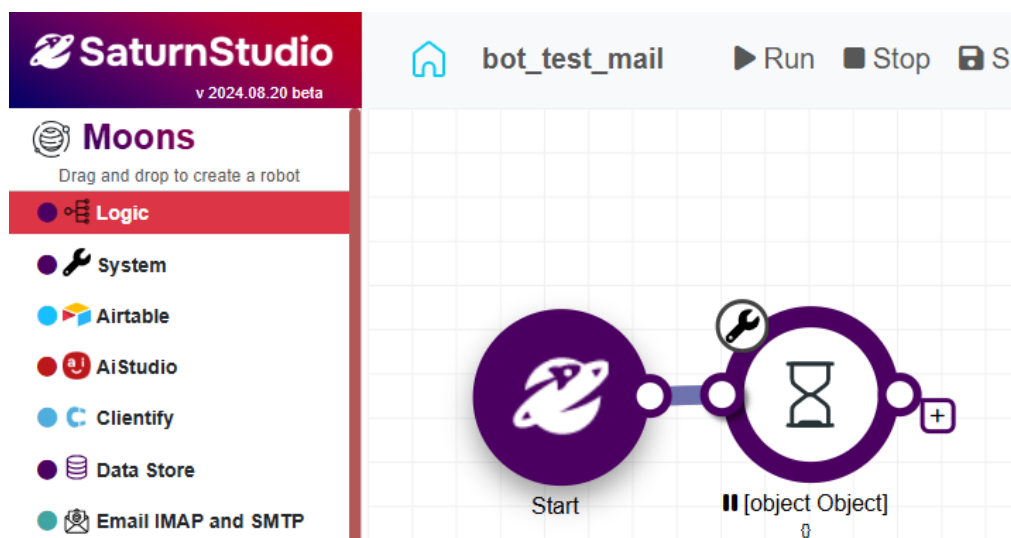 SaturnStudio
v 2024.08.20 beta
bot_test_mail
Run
Stop
S
Moons
Drag and drop to create a robot
Logic
System
Airtable
AiStudio
Clientify
Data Store
Email IMAP and SMTP
Start
[object Object]
{}